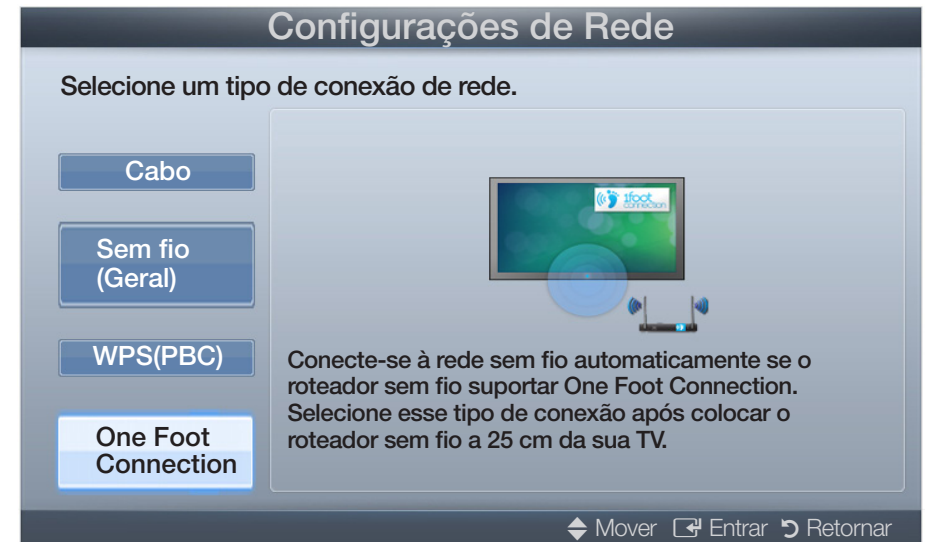 Configurações de Rede
Selecione um tipo de conexão de rede.
Cabo
Sem fio
(Geral)
WPS(PBC)
One Foot
Connection
1foot
connection
Conecte-se à rede sem fio automaticamente se o
roteador sem fio suportar One Foot Connection.
Selecione esse tipo de conexão após colocar o
roteador sem fio a 25 cm da sua TV.
Mover Entrar Retornar